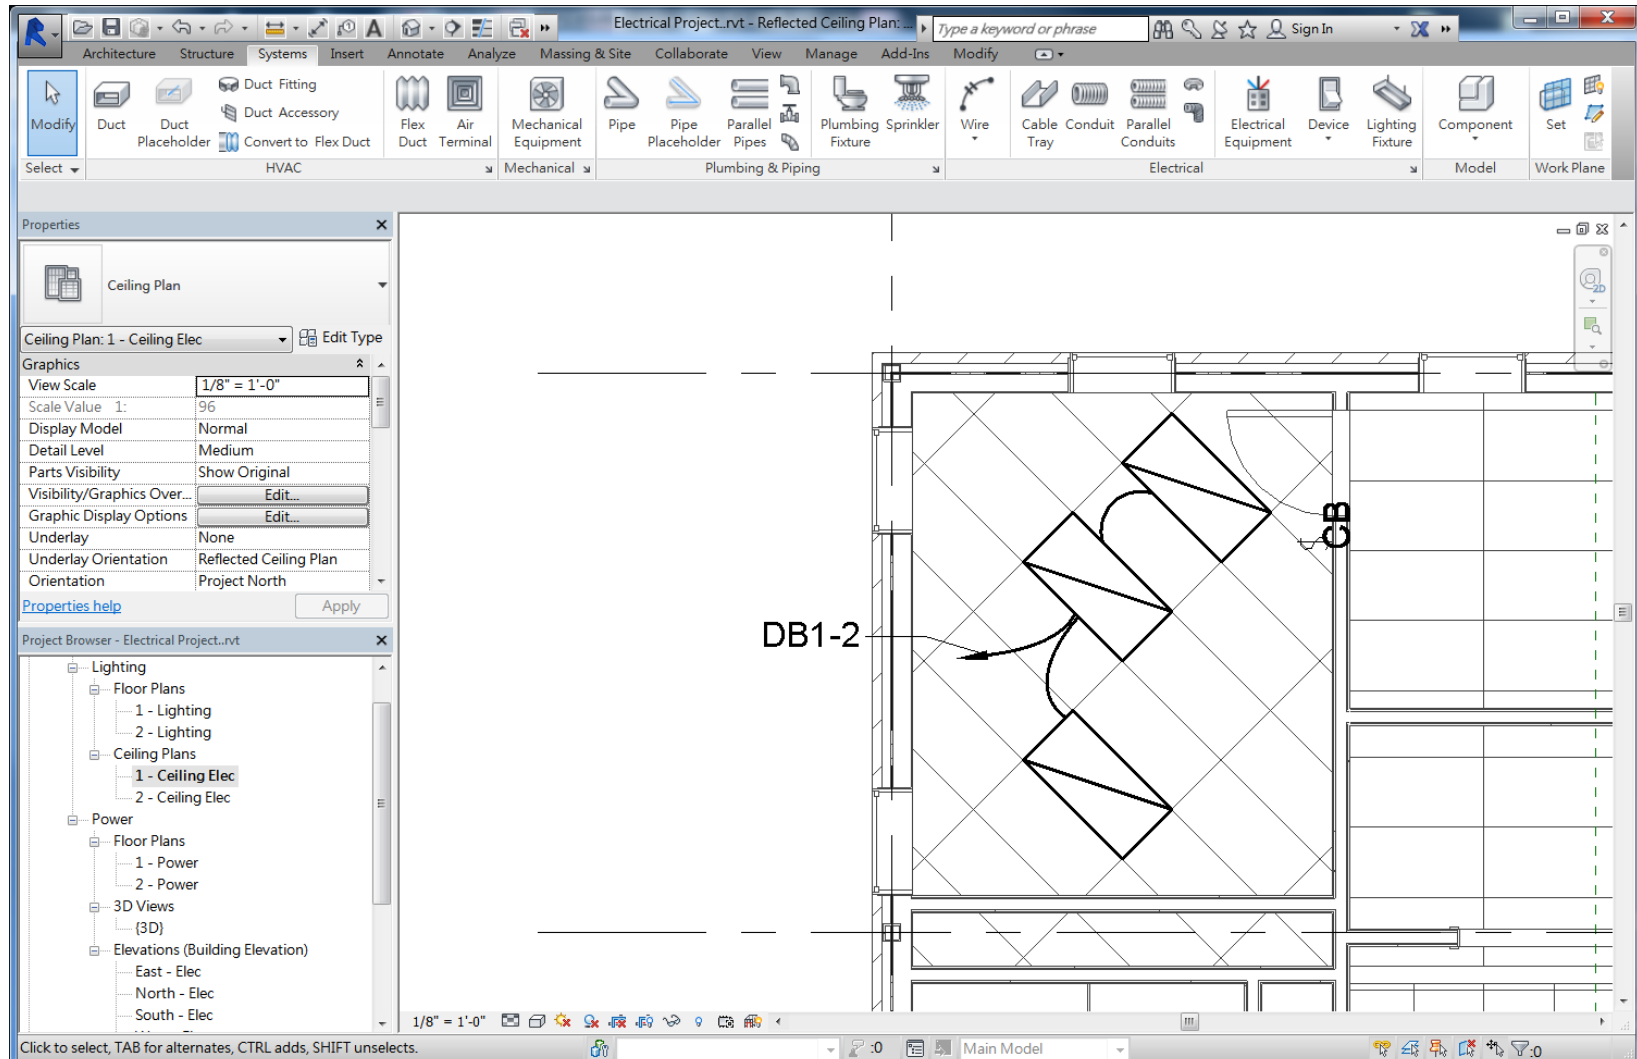 Electrical Project..rvt - Reflected Ceiling Plan: ...
Type a keyword or phrase
Sign In
Architecture Structure Systems Insert Annotate Analyze Massing & Site Collaborate View Manage Add-Ins Modify
Modify
Duct
Duct Placeholder
Duct Fitting
Duct Accessory
Convert to Flex Duct
Flex Duct
Air Terminal
Mechanical Equipment
Pipe
Pipe Placeholder
Parallel Pipes
Plumbing Fixture
Sprinkler
Wire
Cable Tray
Conduit
Parallel Conduits
Electrical Equipment
Device
Lighting Fixture
Component
Set
Select HVAC Mechanical Plumbing & Piping Electrical Model Work Plane
Properties
Ceiling Plan
Ceiling Plan: 1 - Ceiling Elec Edit Type
Graphics
View Scale 1/8" = 1'-0"
Scale Value 1: 96
Display Model Normal
Detail Level Medium
Parts Visibility Show Original
Visibility/Graphics Over... Edit...
Graphic Display Options Edit...
Underlay None
Underlay Orientation Reflected Ceiling Plan
Orientation Project North
Properties help Apply
Project Browser - Electrical Project..rvt
Lighting
Floor Plans
1 - Lighting
2 - Lighting
Ceiling Plans
1 - Ceiling Elec
2 - Ceiling Elec
Power
Floor Plans
1 - Power
2 - Power
3D Views
{3D}
Elevations (Building Elevation)
East - Elec
North - Elec
South - Elec
2D
CB
DB1-2
1/8" = 1'-0"
Click to select, TAB for alternates, CTRL adds, SHIFT unselects.
:0
Main Model
:0